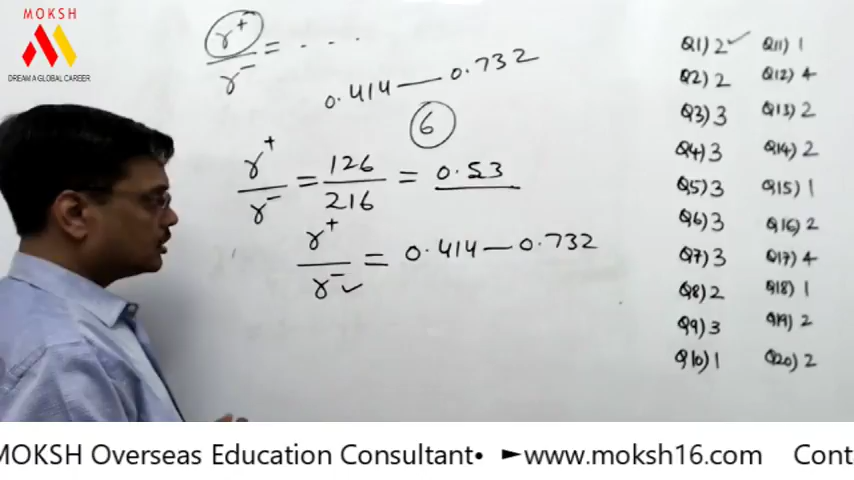 MOKSH
DREAM A GLOBAL CAREER
r+/r- = . . .
0.414 — 0.732
6
r+/r- = 126/216 = 0.53
r+/r- = 0.414 — 0.732
Q1) 2 ✓ Q11) 1
Q2) 2 Q12) 4
Q3) 3 Q13) 2
Q4) 3 Q14) 2
Q5) 3 Q15) 1
Q6) 3 Q16) 2
Q7) 3 Q17) 4
Q8) 2 Q18) 1
Q9) 3 Q19) 2
Q10) 1 Q20) 2
MOKSH Overseas Education Consultant• ►www.moksh16.com Cont